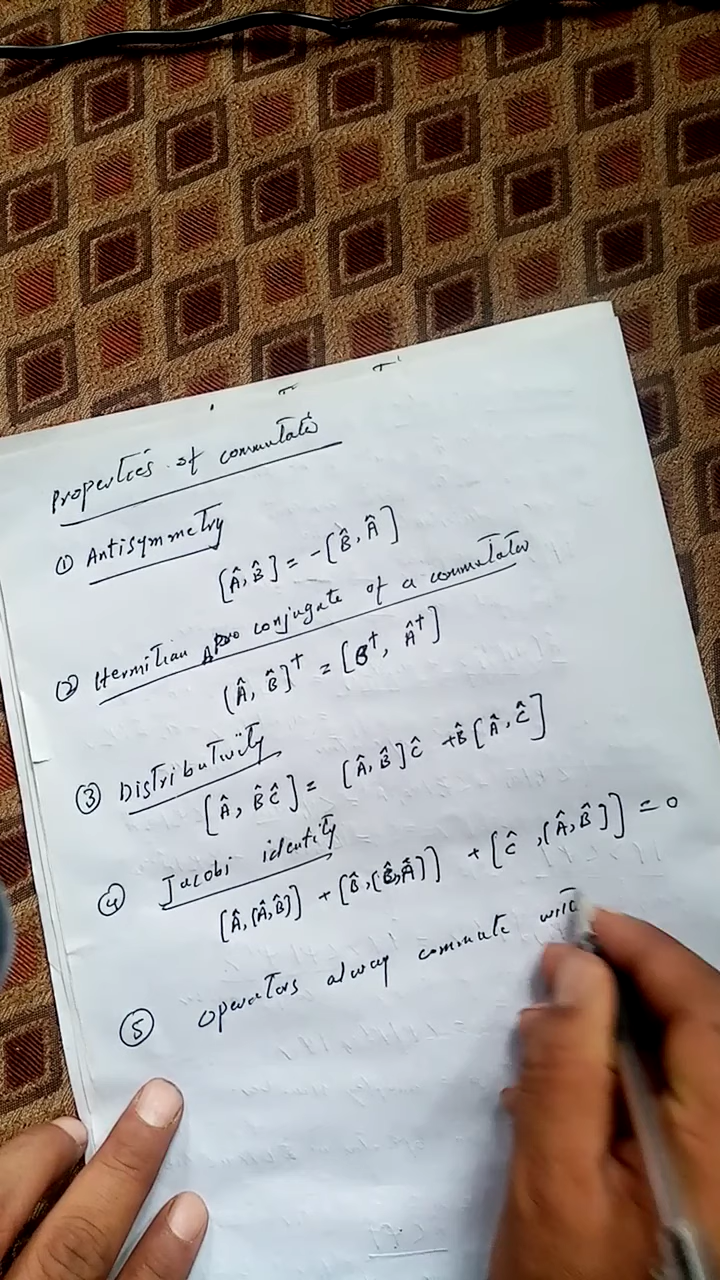 Properties of commutator
① Antisymmetry
[Â, B̂] = -[B̂, Â]
② Hermitian conjugate of a commutator
[Â, B̂]† = [B†, Â†]
③ Distributivity
[Â, B̂Ĉ] = [Â, B̂]Ĉ + B̂[Â, Ĉ]
④ Jacobi identity
[Â,[Â,B̂]] + [B̂,[B̂,Â]] + [Ĉ,[Â,B̂]] = 0
⑤ operators always commute with